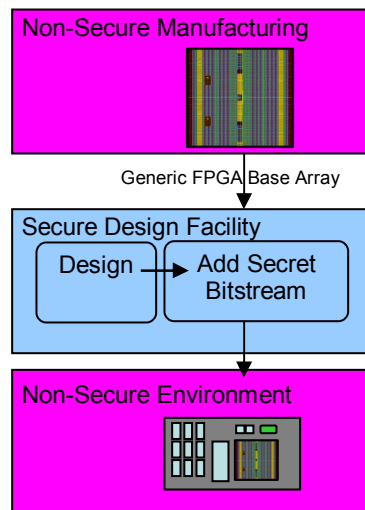 Non-Secure Manufacturing
Generic FPGA Base Array
Secure Design Facility
Design
Add Secret
Bitstream
Non-Secure Environment